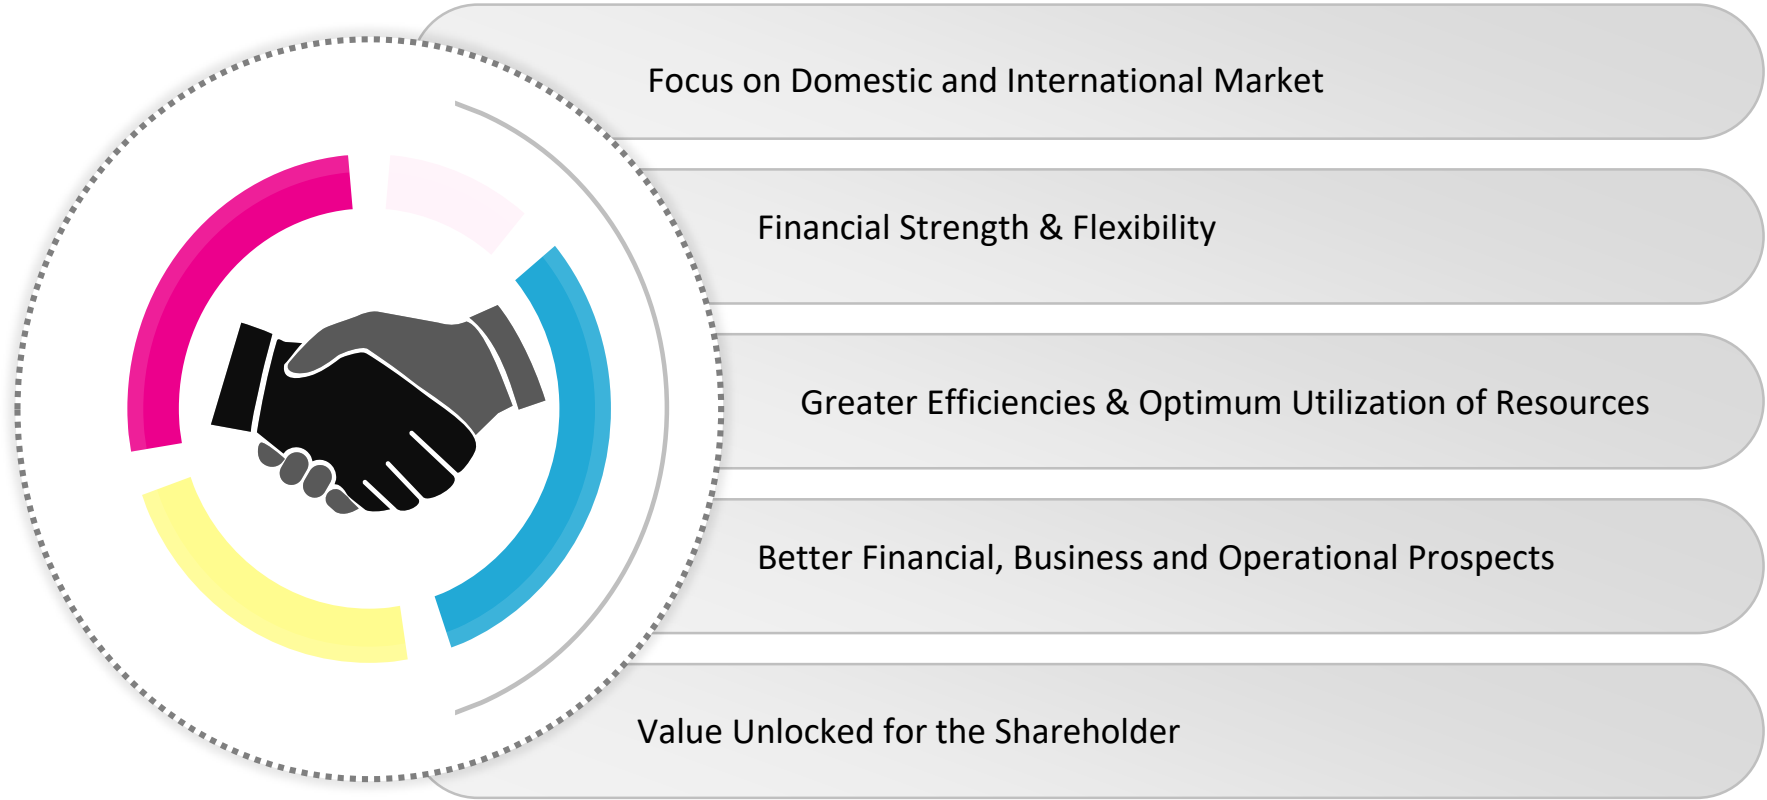 Focus on Domestic and International Market
Financial Strength & Flexibility
Greater Efficiencies & Optimum Utilization of Resources
Better Financial, Business and Operational Prospects
Value Unlocked for the Shareholder